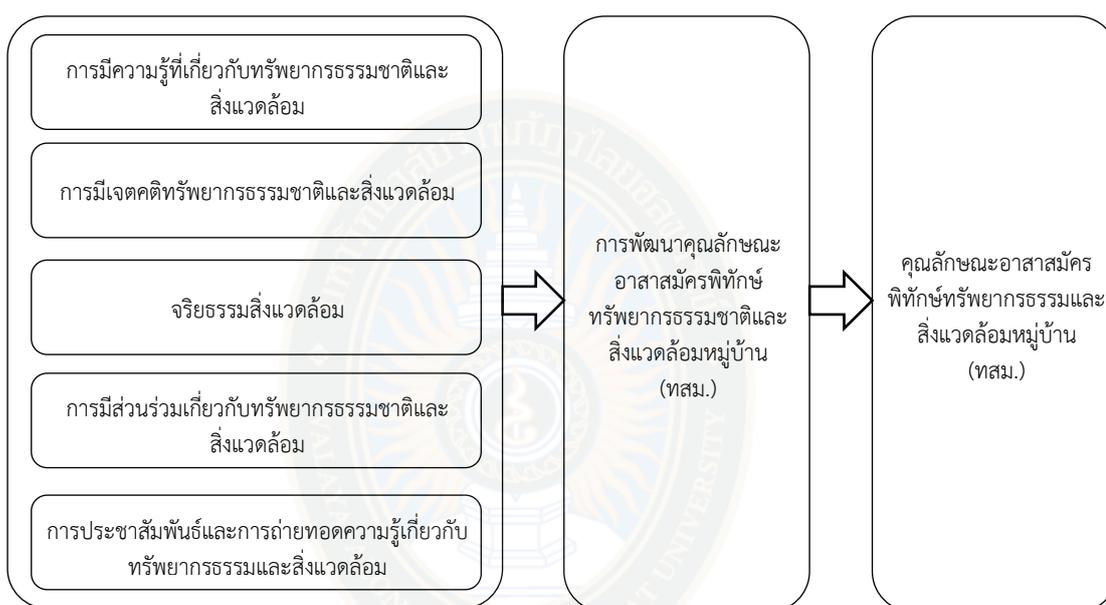 การมีความรู้ที่เกี่ยวกับทรัพยากรธรรมชาติและ
สิ่งแวดล้อม
การมีเจตคติทรัพยากรธรรมชาติและสิ่งแวดล้อม
จริยธรรมสิ่งแวดล้อม
การมีส่วนร่วมเกี่ยวกับทรัพยากรธรรมชาติและ
สิ่งแวดล้อม
การประชาสัมพันธ์และการถ่ายทอดความรู้เกี่ยวกับ
ทรัพยากรธรรมและสิ่งแวดล้อม
การพัฒนาคุณลักษณะ
อาสาสมัครพิทักษ์
ทรัพยากรธรรมชาติและ
สิ่งแวดล้อมหมู่บ้าน
(ทสม.)
คุณลักษณะอาสาสมัคร
พิทักษ์ทรัพยากรธรรมและ
สิ่งแวดล้อมหมู่บ้าน
(ทสม.)
UNIVERSITY